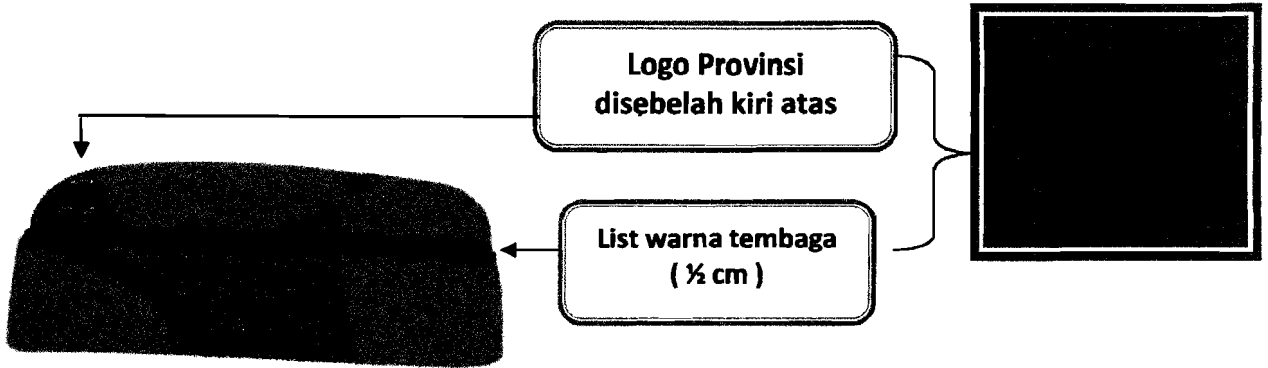 Logo Provinsi
disebelah kiri atas
List warna tembaga
( ½ cm )